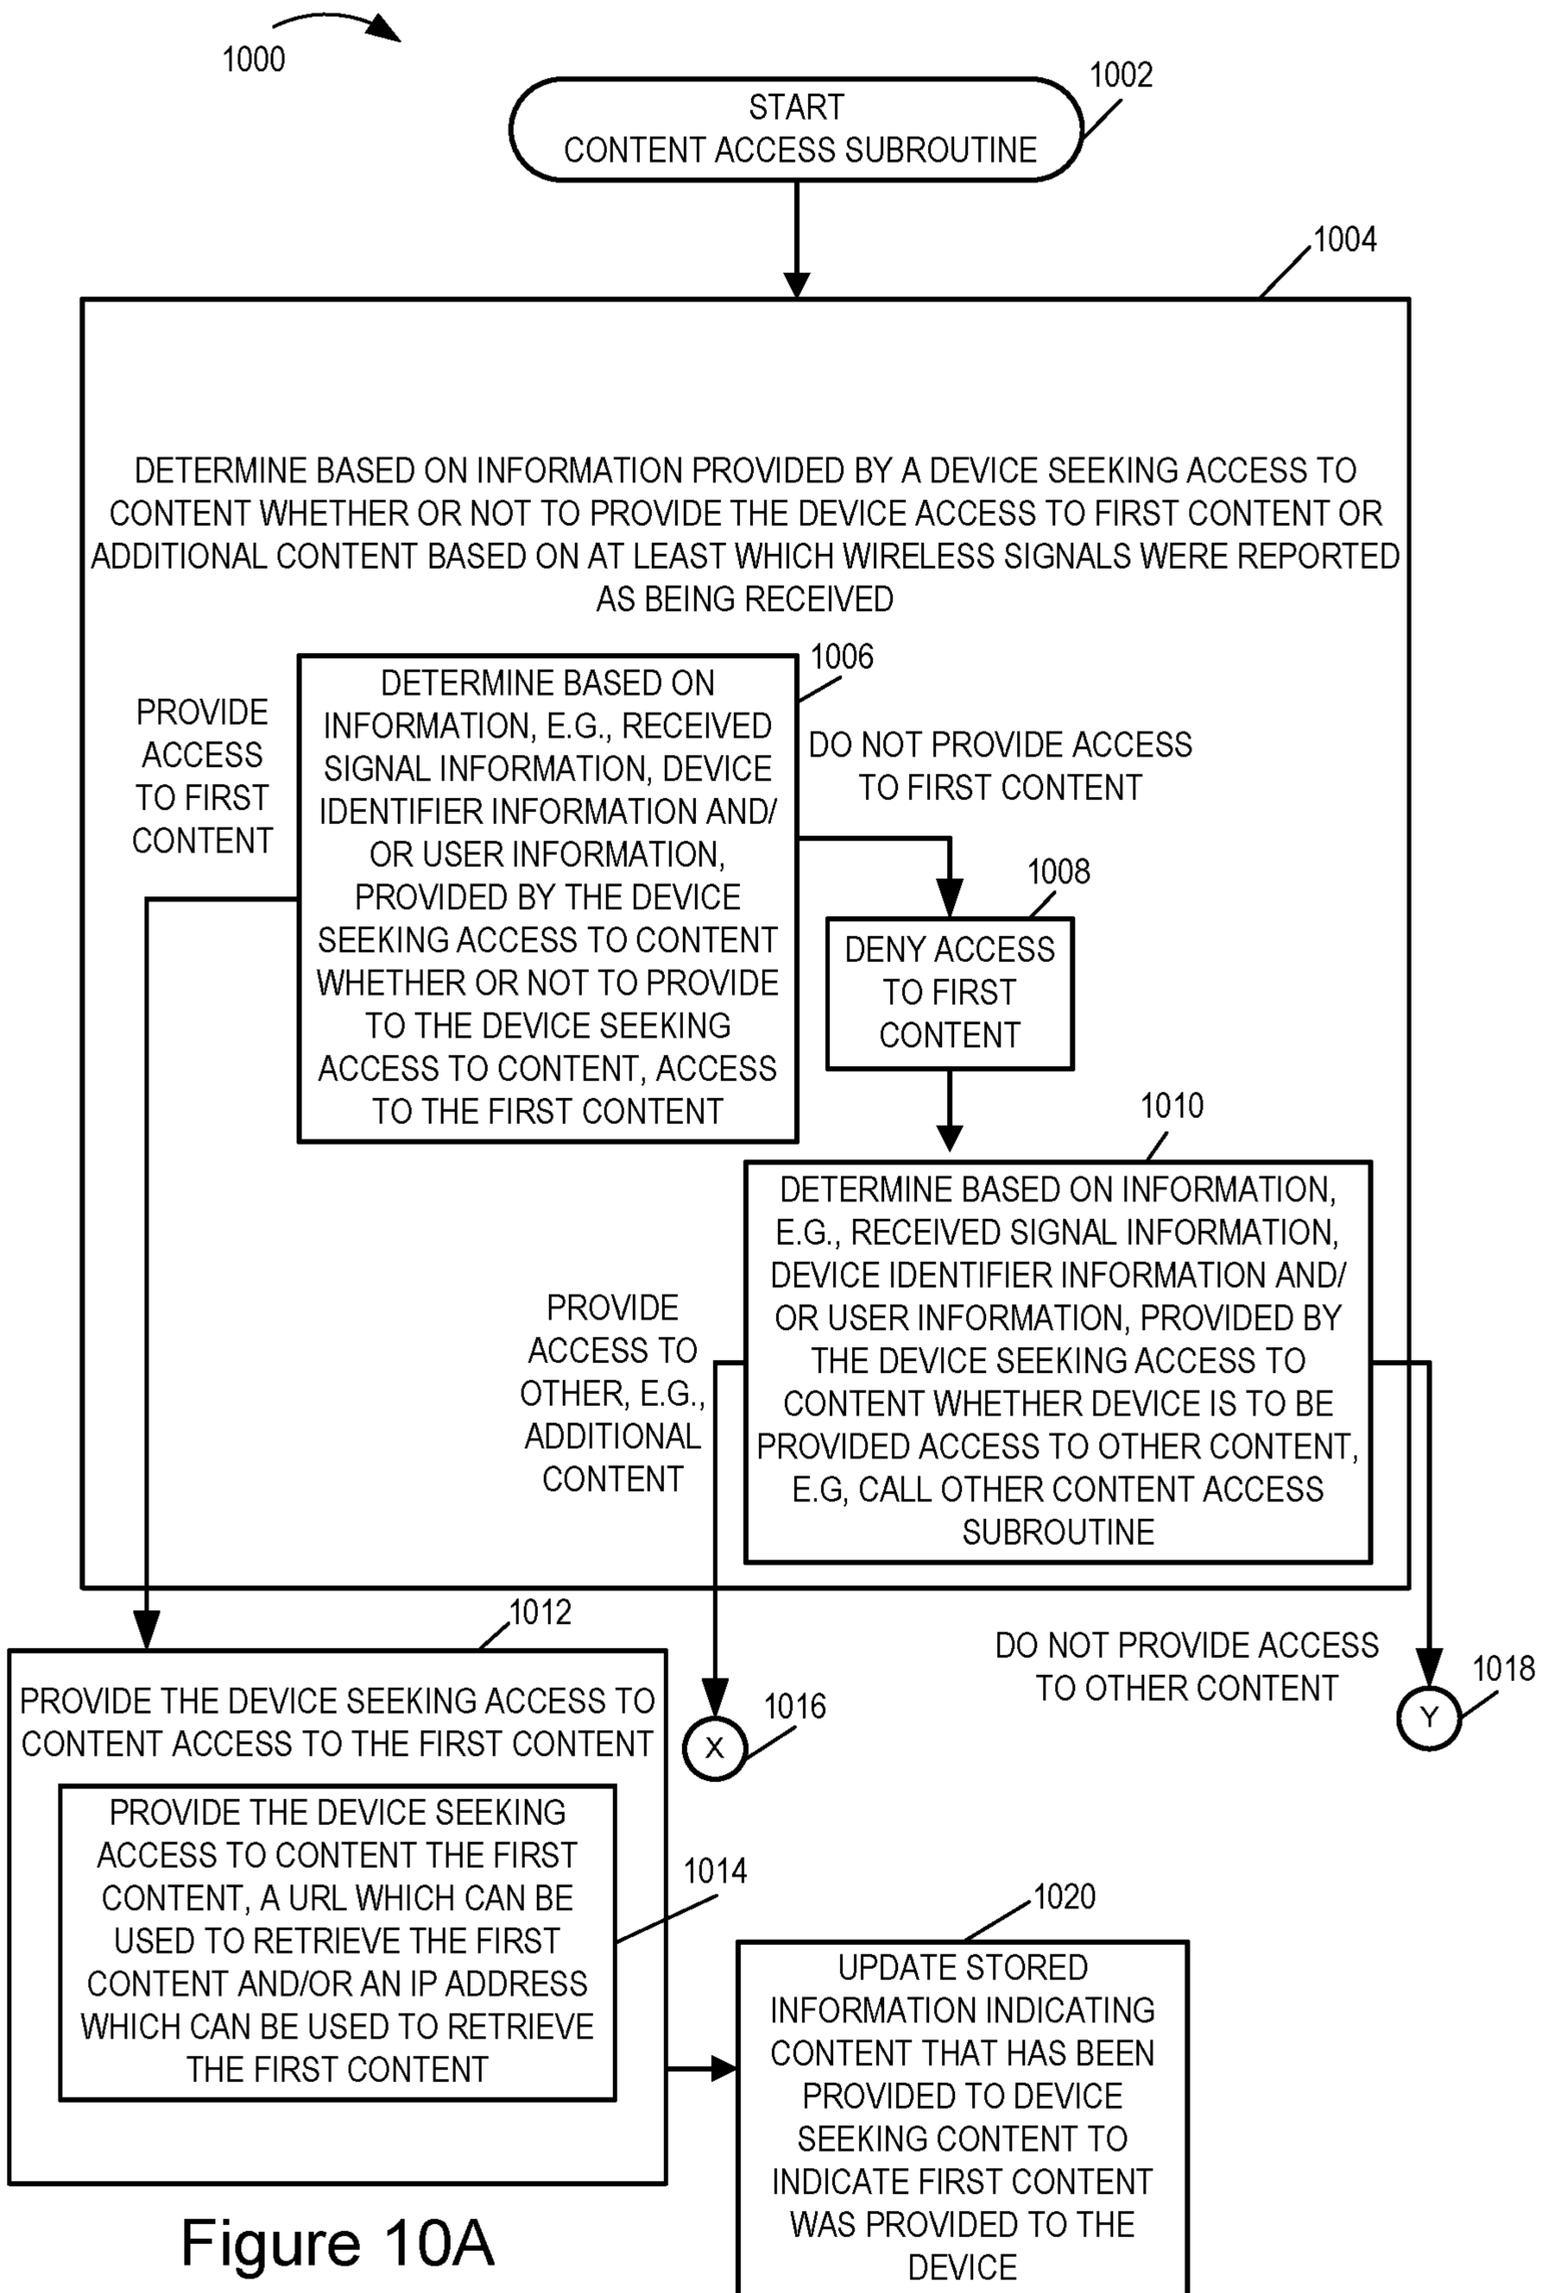 1000
1002
START
CONTENT ACCESS SUBROUTINE
1004
DETERMINE BASED ON INFORMATION PROVIDED BY A DEVICE SEEKING ACCESS TO
CONTENT WHETHER OR NOT TO PROVIDE THE DEVICE ACCESS TO FIRST CONTENT OR
ADDITIONAL CONTENT BASED ON AT LEAST WHICH WIRELESS SIGNALS WERE REPORTED
AS BEING RECEIVED
PROVIDE
ACCESS
TO FIRST
CONTENT
1006
DETERMINE BASED ON
INFORMATION, E.G., RECEIVED
SIGNAL INFORMATION, DEVICE
IDENTIFIER INFORMATION AND/
OR USER INFORMATION,
PROVIDED BY THE DEVICE
SEEKING ACCESS TO CONTENT
WHETHER OR NOT TO PROVIDE
TO THE DEVICE SEEKING
ACCESS TO CONTENT, ACCESS
TO THE FIRST CONTENT
DO NOT PROVIDE ACCESS
TO FIRST CONTENT
1008
DENY ACCESS
TO FIRST
CONTENT
1010
DETERMINE BASED ON INFORMATION,
E.G., RECEIVED SIGNAL INFORMATION,
DEVICE IDENTIFIER INFORMATION AND/
OR USER INFORMATION, PROVIDED BY
THE DEVICE SEEKING ACCESS TO
CONTENT WHETHER DEVICE IS TO BE
PROVIDED ACCESS TO OTHER CONTENT,
E.G, CALL OTHER CONTENT ACCESS
SUBROUTINE
PROVIDE
ACCESS TO
OTHER, E.G.,
ADDITIONAL
CONTENT
1012
PROVIDE THE DEVICE SEEKING ACCESS TO
CONTENT ACCESS TO THE FIRST CONTENT
1014
PROVIDE THE DEVICE SEEKING
ACCESS TO CONTENT THE FIRST
CONTENT, A URL WHICH CAN BE
USED TO RETRIEVE THE FIRST
CONTENT AND/OR AN IP ADDRESS
WHICH CAN BE USED TO RETRIEVE
THE FIRST CONTENT
X
1016
DO NOT PROVIDE ACCESS
TO OTHER CONTENT
Y
1018
1020
UPDATE STORED
INFORMATION INDICATING
CONTENT THAT HAS BEEN
PROVIDED TO DEVICE
SEEKING CONTENT TO
INDICATE FIRST CONTENT
WAS PROVIDED TO THE
DEVICE
Figure 10A